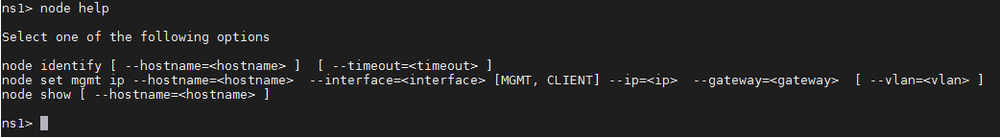 ns1> node help
Select one of the following options
node identify [ --hostname=<hostname> ]  [ --timeout=<timeout> ]
node set mgmt ip --hostname=<hostname>  --interface=<interface> [MGMT, CLIENT] --ip=<ip>  --gateway=<gateway>  [ --vlan=<vlan> ]
node show [ --hostname=<hostname> ]
ns1>